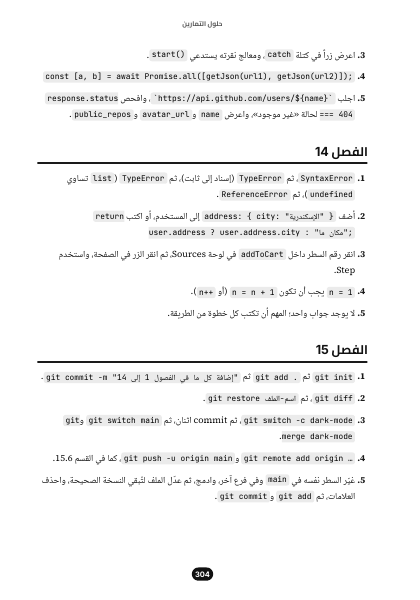 حلول التمارين
3. اعرض زرأ في كتلة catch، ومعالج نقرته يستدعي start().
4. const [a, b] = await Promise.all([getJson(url1), getJson(url2)]);
5. اجلب `https://api.github.com/users/${name}`، وافحص response.status
=== 404 لحالة «غير موجود»، واعرض name و avatar_url و public_repos.
الفصل 14
1. SyntaxError، ثم TypeError (إسناد إلى ثابت)، ثم TypeError (list تساوي
undefined)، ثم ReferenceError.
2. أضف address: { city: "الإسكندرية" } إلى المستخدم، أو اكتب return
user.address ? user.address.city : "مكان ما";
3. انقر رقم السطر داخل addToCart في لوحة Sources، ثم انقر الزر في الصفحة، واستخدم
Step.
4. n = 1 يجب أن تكون n = n + 1 (أو n++).
5. لا يوجد جواب واحد؛ المهم أن تكتب كل خطوة من الطريقة.
الفصل 15
1. git init ثم git add . ثم git commit -m "إضافة كل ما في الفصول 1 إلى 14".
2. git diff، ثم git restore اسم-الملف.
3. git switch -c dark-mode، ثم commit اثنان، ثم git switch main وgit
merge dark-mode.
4. git remote add origin … و git push -u origin main، كما في القسم 15.6.
5. غيّر السطر نفسه في main وفي فرع آخر، وادمج، ثم عدّل الملف لتُبقي النسخة الصحيحة، واحذف
العلامات، ثم git add و git commit.
304